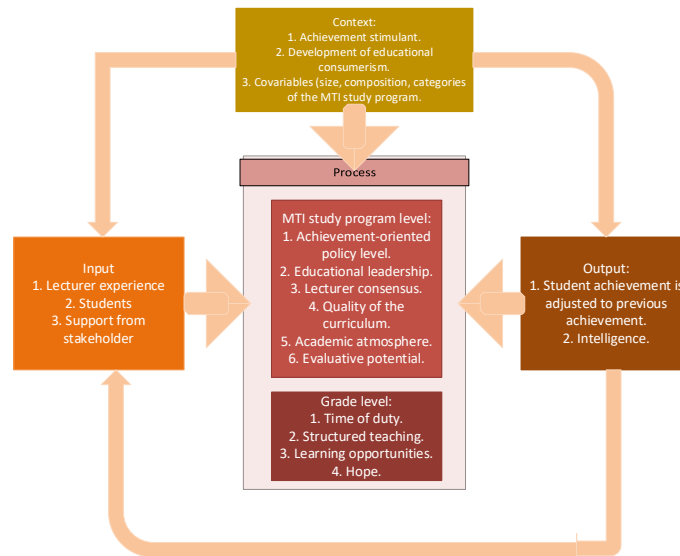 Context:
1. Achievement stimulant.
2. Development of educational
consumerism.
3. Covariables (size, composition, categories
of the MTI study program.
Process
MTI study program level:
1. Achievement-oriented
policy level.
2. Educational leadership.
3. Lecturer consensus.
4. Quality of the
curriculum.
5. Academic atmosphere.
6. Evaluative potential.
Input
1. Lecturer experience
2. Students
3. Support from
stakeholder
Output:
1. Student achievement is
adjusted to previous
achievement.
2. Intelligence.
Grade level:
1. Time of duty.
2. Structured teaching.
3. Learning opportunities.
4. Hope.